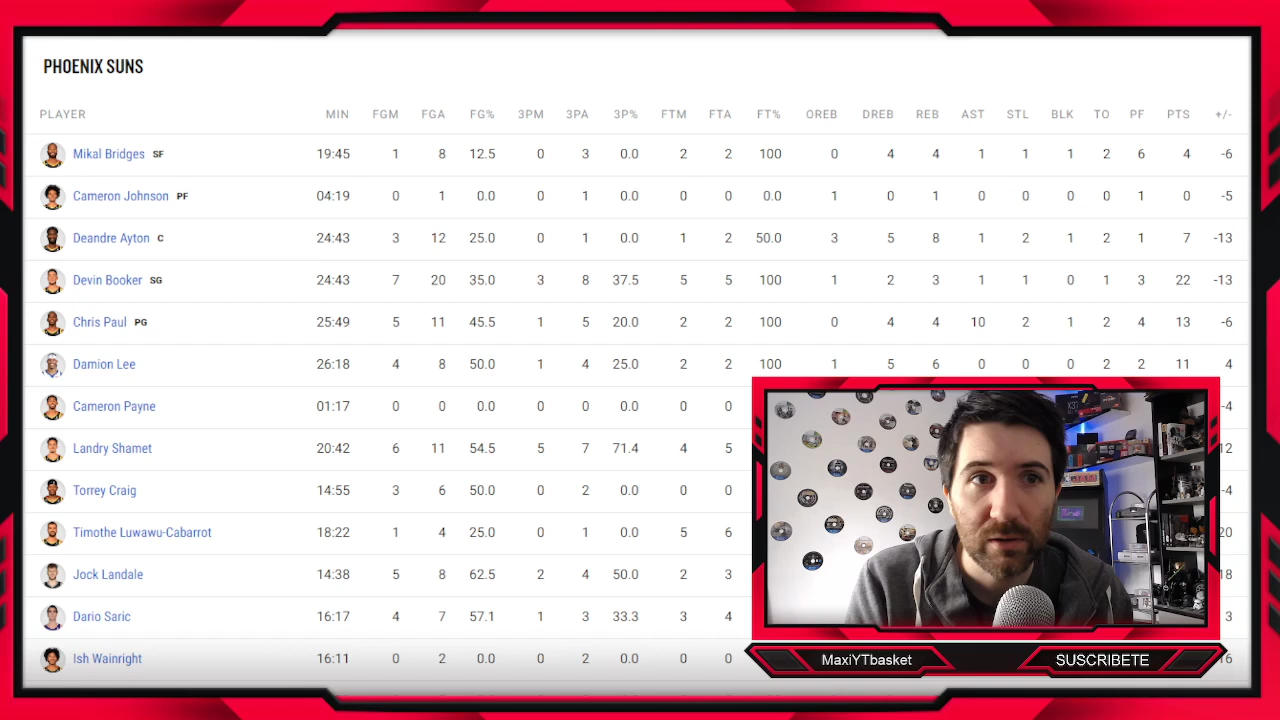 PHOENIX SUNS
PLAYER MIN FGM FGA FG% 3PM 3PA 3P% FTM FTA FT% OREB DREB REB AST STL BLK TO PF PTS +/-
Mikal Bridges SF 19:45 1 8 12.5 0 3 0.0 2 2 100 0 4 4 1 1 1 2 6 4 -6
Cameron Johnson PF 04:19 0 1 0.0 0 1 0.0 0 0 0.0 1 0 1 0 0 0 0 1 0 -5
Deandre Ayton C 24:43 3 12 25.0 0 1 0.0 1 2 50.0 3 5 8 1 2 1 2 1 7 -13
Devin Booker SG 24:43 7 20 35.0 3 8 37.5 5 5 100 1 2 3 1 1 0 1 3 22 -13
Chris Paul PG 25:49 5 11 45.5 1 5 20.0 2 2 100 0 4 4 10 2 1 2 4 13 -6
Damion Lee 26:18 4 8 50.0 1 4 25.0 2 2 100 1 5 6 0 0 0 2 2 11 4
Cameron Payne 01:17 0 0 0.0 0 0 0.0 0 0 -4
Landry Shamet 20:42 6 11 54.5 5 7 71.4 4 5 12
Torrey Craig 14:55 3 6 50.0 0 2 0.0 0 0 -4
Timothe Luwawu-Cabarrot 18:22 1 4 25.0 0 1 0.0 5 6 20
Jock Landale 14:38 5 8 62.5 2 4 50.0 2 3 18
Dario Saric 16:17 4 7 57.1 1 3 33.3 3 4 3
Ish Wainright 16:11 0 2 0.0 0 2 0.0 0 0 16
MaxiYTbasket
SUSCRIBETE